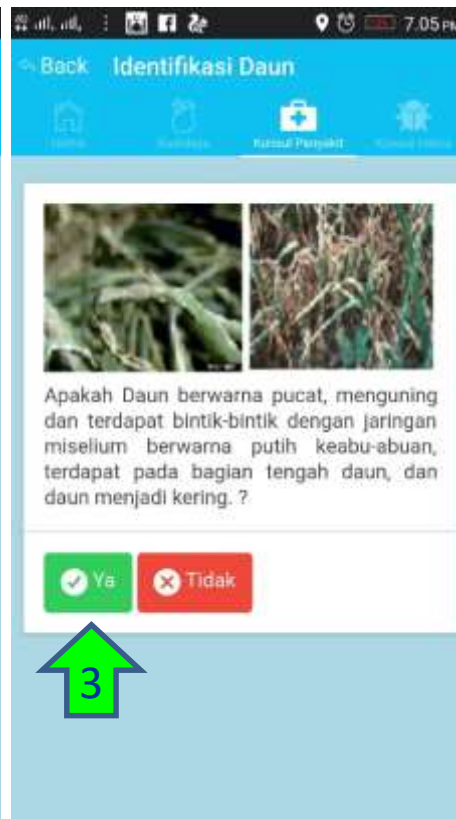 7.05 PM
Back Identifikasi Daun
Konsul Penyakit
Apakah Daun berwarna pucat, menguning
dan terdapat bintik-bintik dengan jaringan
miselium berwarna putih keabu-abuan,
terdapat pada bagian tengah daun, dan
daun menjadi kering. ?
Ya Tidak
3